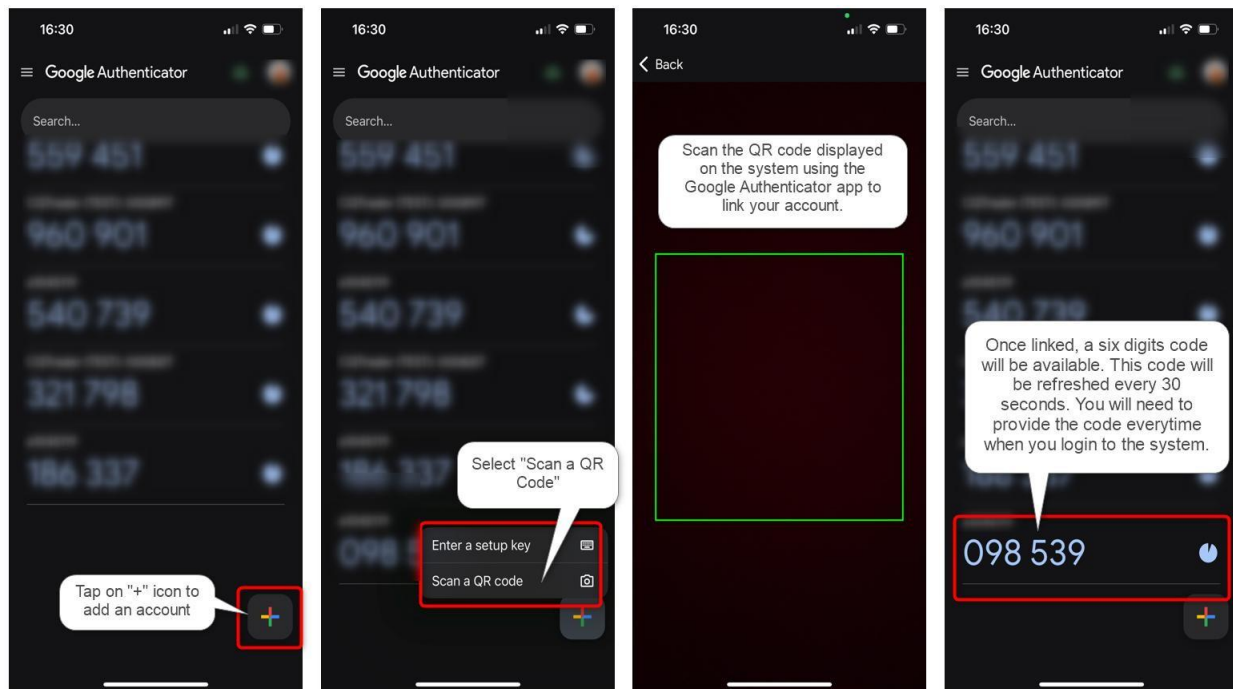 16:30
Google Authenticator
Search...
559 451
960 901
540 739
321 798
186 337
Tap on "+" icon to
add an account
16:30
Google Authenticator
Search...
559 451
960 901
540 739
321 798
186 337
Select "Scan a QR
Code"
Enter a setup key
Scan a QR code
16:30
Back
Scan the QR code displayed
on the system using the
Google Authenticator app to
link your account.
16:30
Google Authenticator
Search...
559 451
960 901
540 739
Once linked, a six digits code
will be available. This code will
be refreshed every 30
seconds. You will need to
provide the code everytime
when you login to the system.
098 539